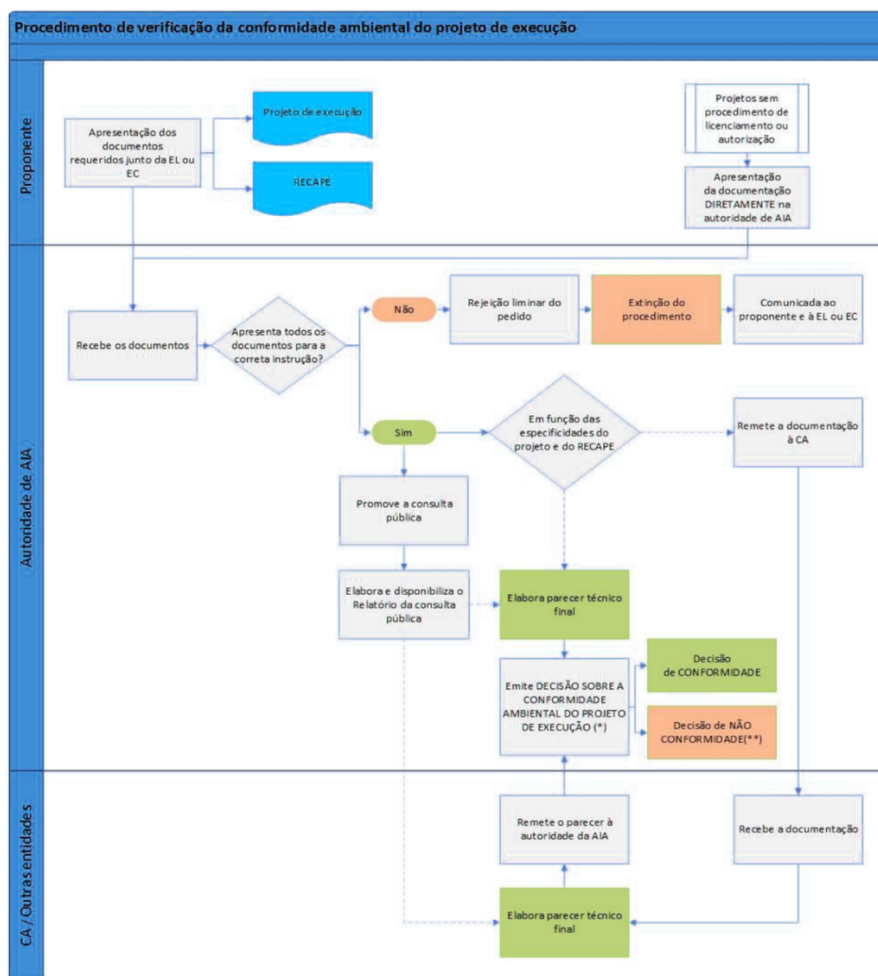 Procedimento de verificação da conformidade ambiental do projeto de execução
Proponente
Apresentação dos
documentos
requeridos junto da EL ou
EC
Projeto de execução
RECAPE
Projetos sem
procedimento de
licenciamento ou
autorização
Apresentação
da documentação
DIRETAMENTE na
autoridade de AIA
Autoridade de AIA
Recebe os documentos
Apresenta todos os
documentos para a
correta instrução?
Não
Rejeição liminar do
pedido
Extinção do
procedimento
Comunicada ao
proponente e à EL ou EC
Sim
Em função das
especificidades do
projeto e do RECAPE
Remete a documentação
à CA
Promove a consulta
pública
Elabora e disponibiliza o
Relatório da consulta
pública
Elabora parecer técnico
final
Emite DECISÃO SOBRE A
CONFORMIDADE
AMBIENTAL DO PROJETO
DE EXECUÇÃO (*)
Decisão
de CONFORMIDADE
Decisão de NÃO
CONFORMIDADE(**)
CA / Outras entidades
Remete o parecer à
autoridade da AIA
Recebe a documentação
Elabora parecer técnico
final